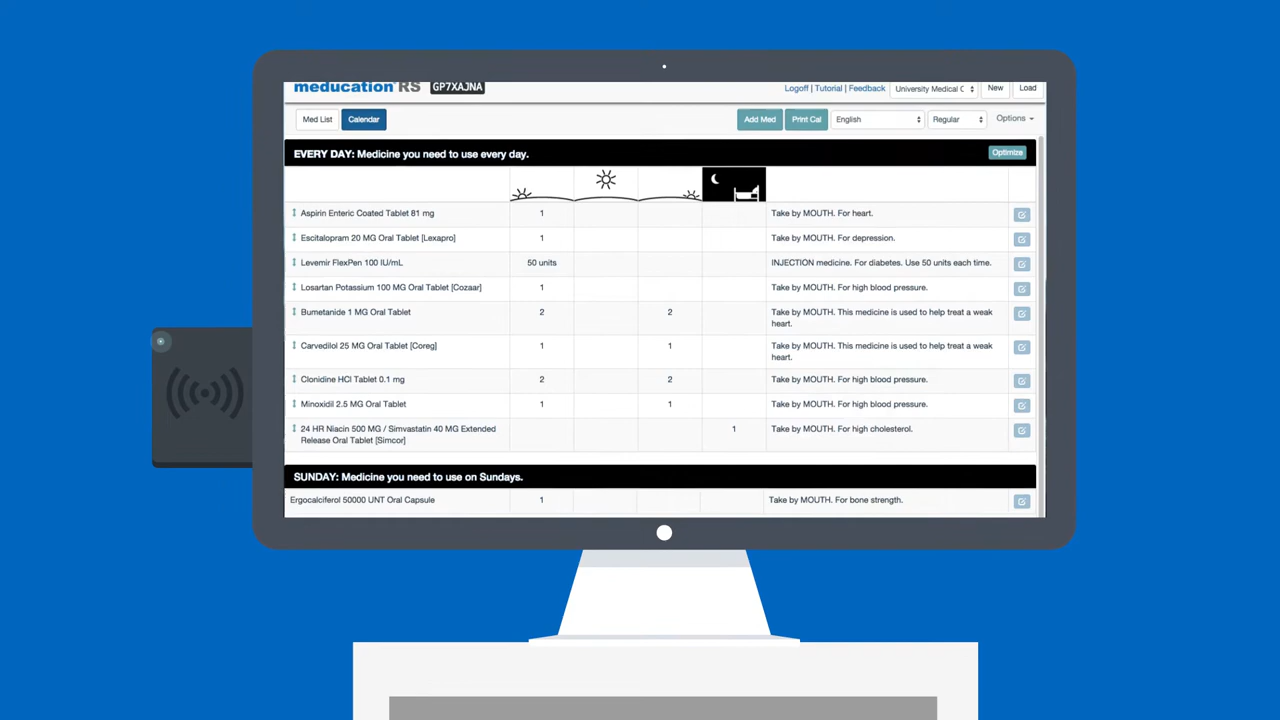 meducation RS GP7XAJNA
Logoff | Tutorial | Feedback University Medical C New Load
Med List Calendar Add Med Print Cal English Regular Options
EVERY DAY: Medicine you need to use every day. Optimize
Aspirin Enteric Coated Tablet 81 mg 1 Take by MOUTH. For heart.
Escitalopram 20 MG Oral Tablet [Lexapro] 1 Take by MOUTH. For depression.
Levemir FlexPen 100 IU/mL 50 units INJECTION medicine. For diabetes. Use 50 units each time.
Losartan Potassium 100 MG Oral Tablet [Cozaar] 1 Take by MOUTH. For high blood pressure.
Bumetanide 1 MG Oral Tablet 2 2 Take by MOUTH. This medicine is used to help treat a weak
heart.
Carvedilol 25 MG Oral Tablet [Coreg] 1 1 Take by MOUTH. This medicine is used to help treat a weak
heart.
Clonidine HCl Tablet 0.1 mg 2 2 Take by MOUTH. For high blood pressure.
Minoxidil 2.5 MG Oral Tablet 1 1 Take by MOUTH. For high blood pressure.
24 HR Niacin 500 MG / Simvastatin 40 MG Extended 1 Take by MOUTH. For high cholesterol.
Release Oral Tablet [Simcor]
SUNDAY: Medicine you need to use on Sundays.
Ergocalciferol 50000 UNT Oral Capsule 1 Take by MOUTH. For bone strength.